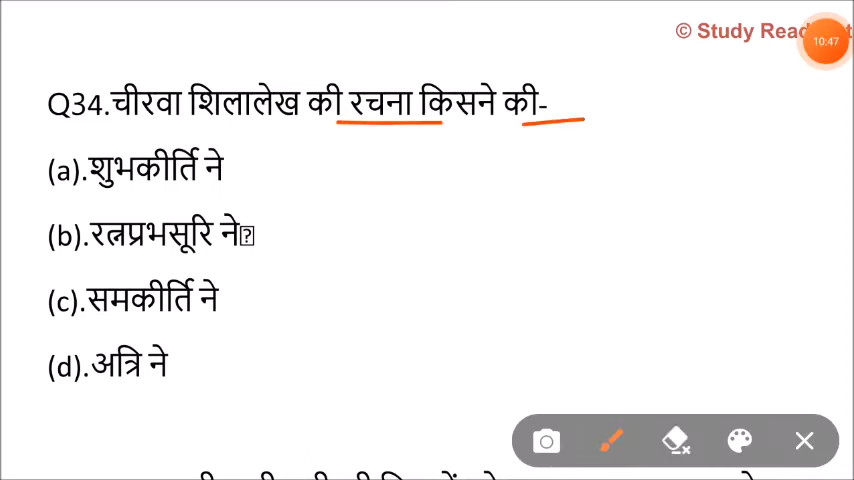 © Study Read
10:47
Q34.चीरवा शिलालेख की रचना किसने की-
(a).शुभकीर्ति ने
(b).रत्नप्रभसूरि ने
(c).समकीर्ति ने
(d).अत्रि ने